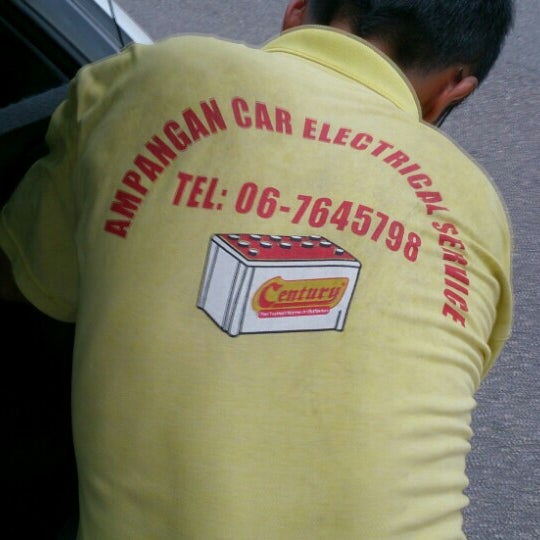 AMPANGAN CAR ELECTRICAL SERVICE
TEL: 06-7645798
Century